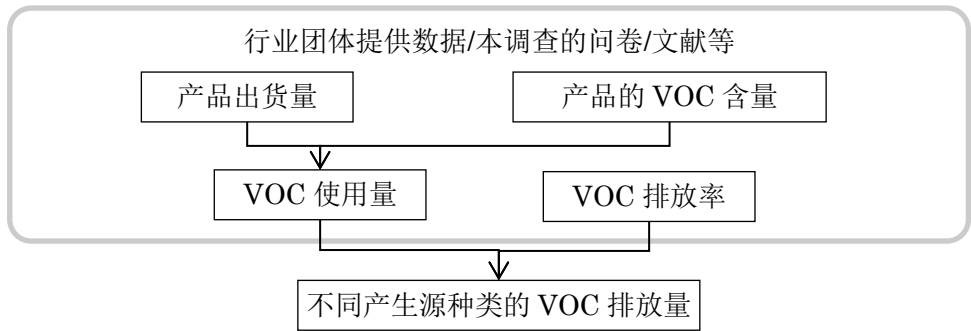 行业团体提供数据/本调查的问卷/文献等
产品出货量
产品的 VOC 含量
VOC 使用量
VOC 排放率
不同产生源种类的 VOC 排放量